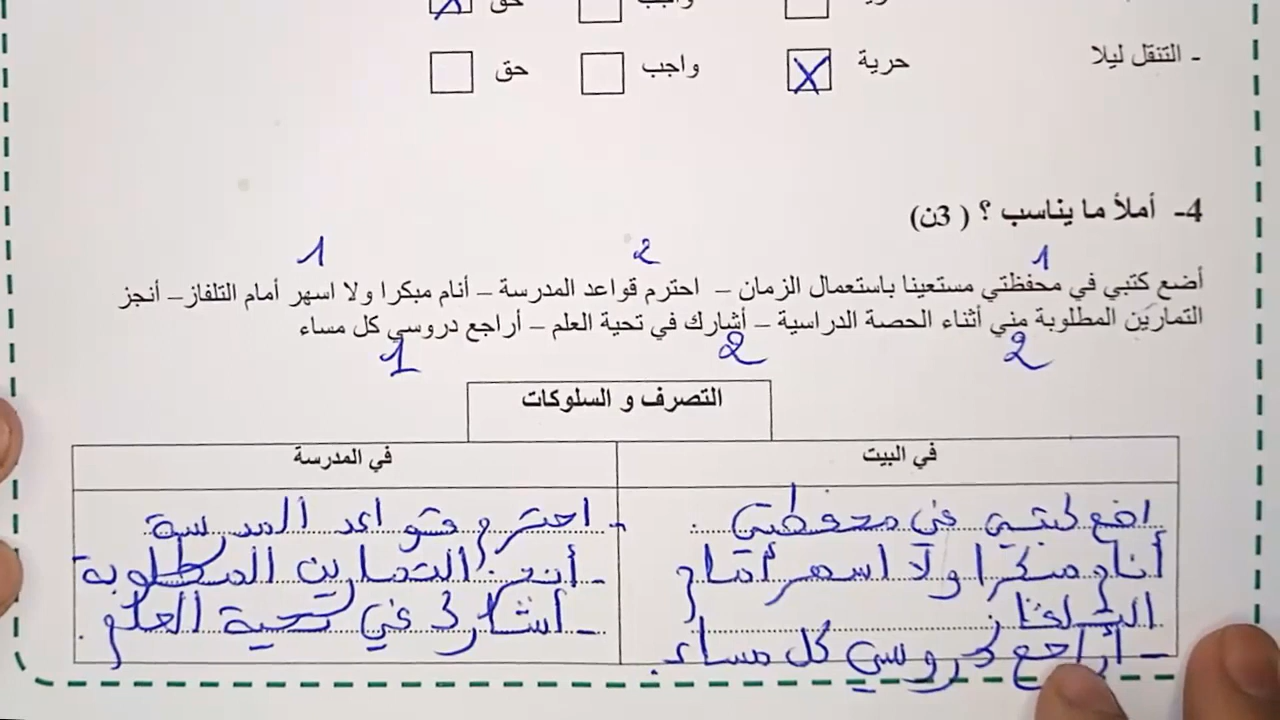 حق واجب
- التنقل ليلا حرية X واجب حق
4- أملأ ما يناسب ؟ ( 3ن)
1 2 1
أضع كتبي في محفظتي مستعينا باستعمال الزمان – احترم قواعد المدرسة – أنام مبكرا ولا اسهر أمام التلفاز – أنجز
التمارين المطلوبة مني أثناء الحصة الدراسية – أشارك في تحية العلم – أراجع دروسي كل مساء
2 2 1
التصرف و السلوكات
في البيت
اضع كتبي في محفظتي
أنام مبكرا ولا اسهر أمام
التلفاز
- أراجع دروسي كل مساء.
في المدرسة
- احترم قواعد المدرسة
- أنجز التمارين المطلوبة
- أشارك في تحية العلم.